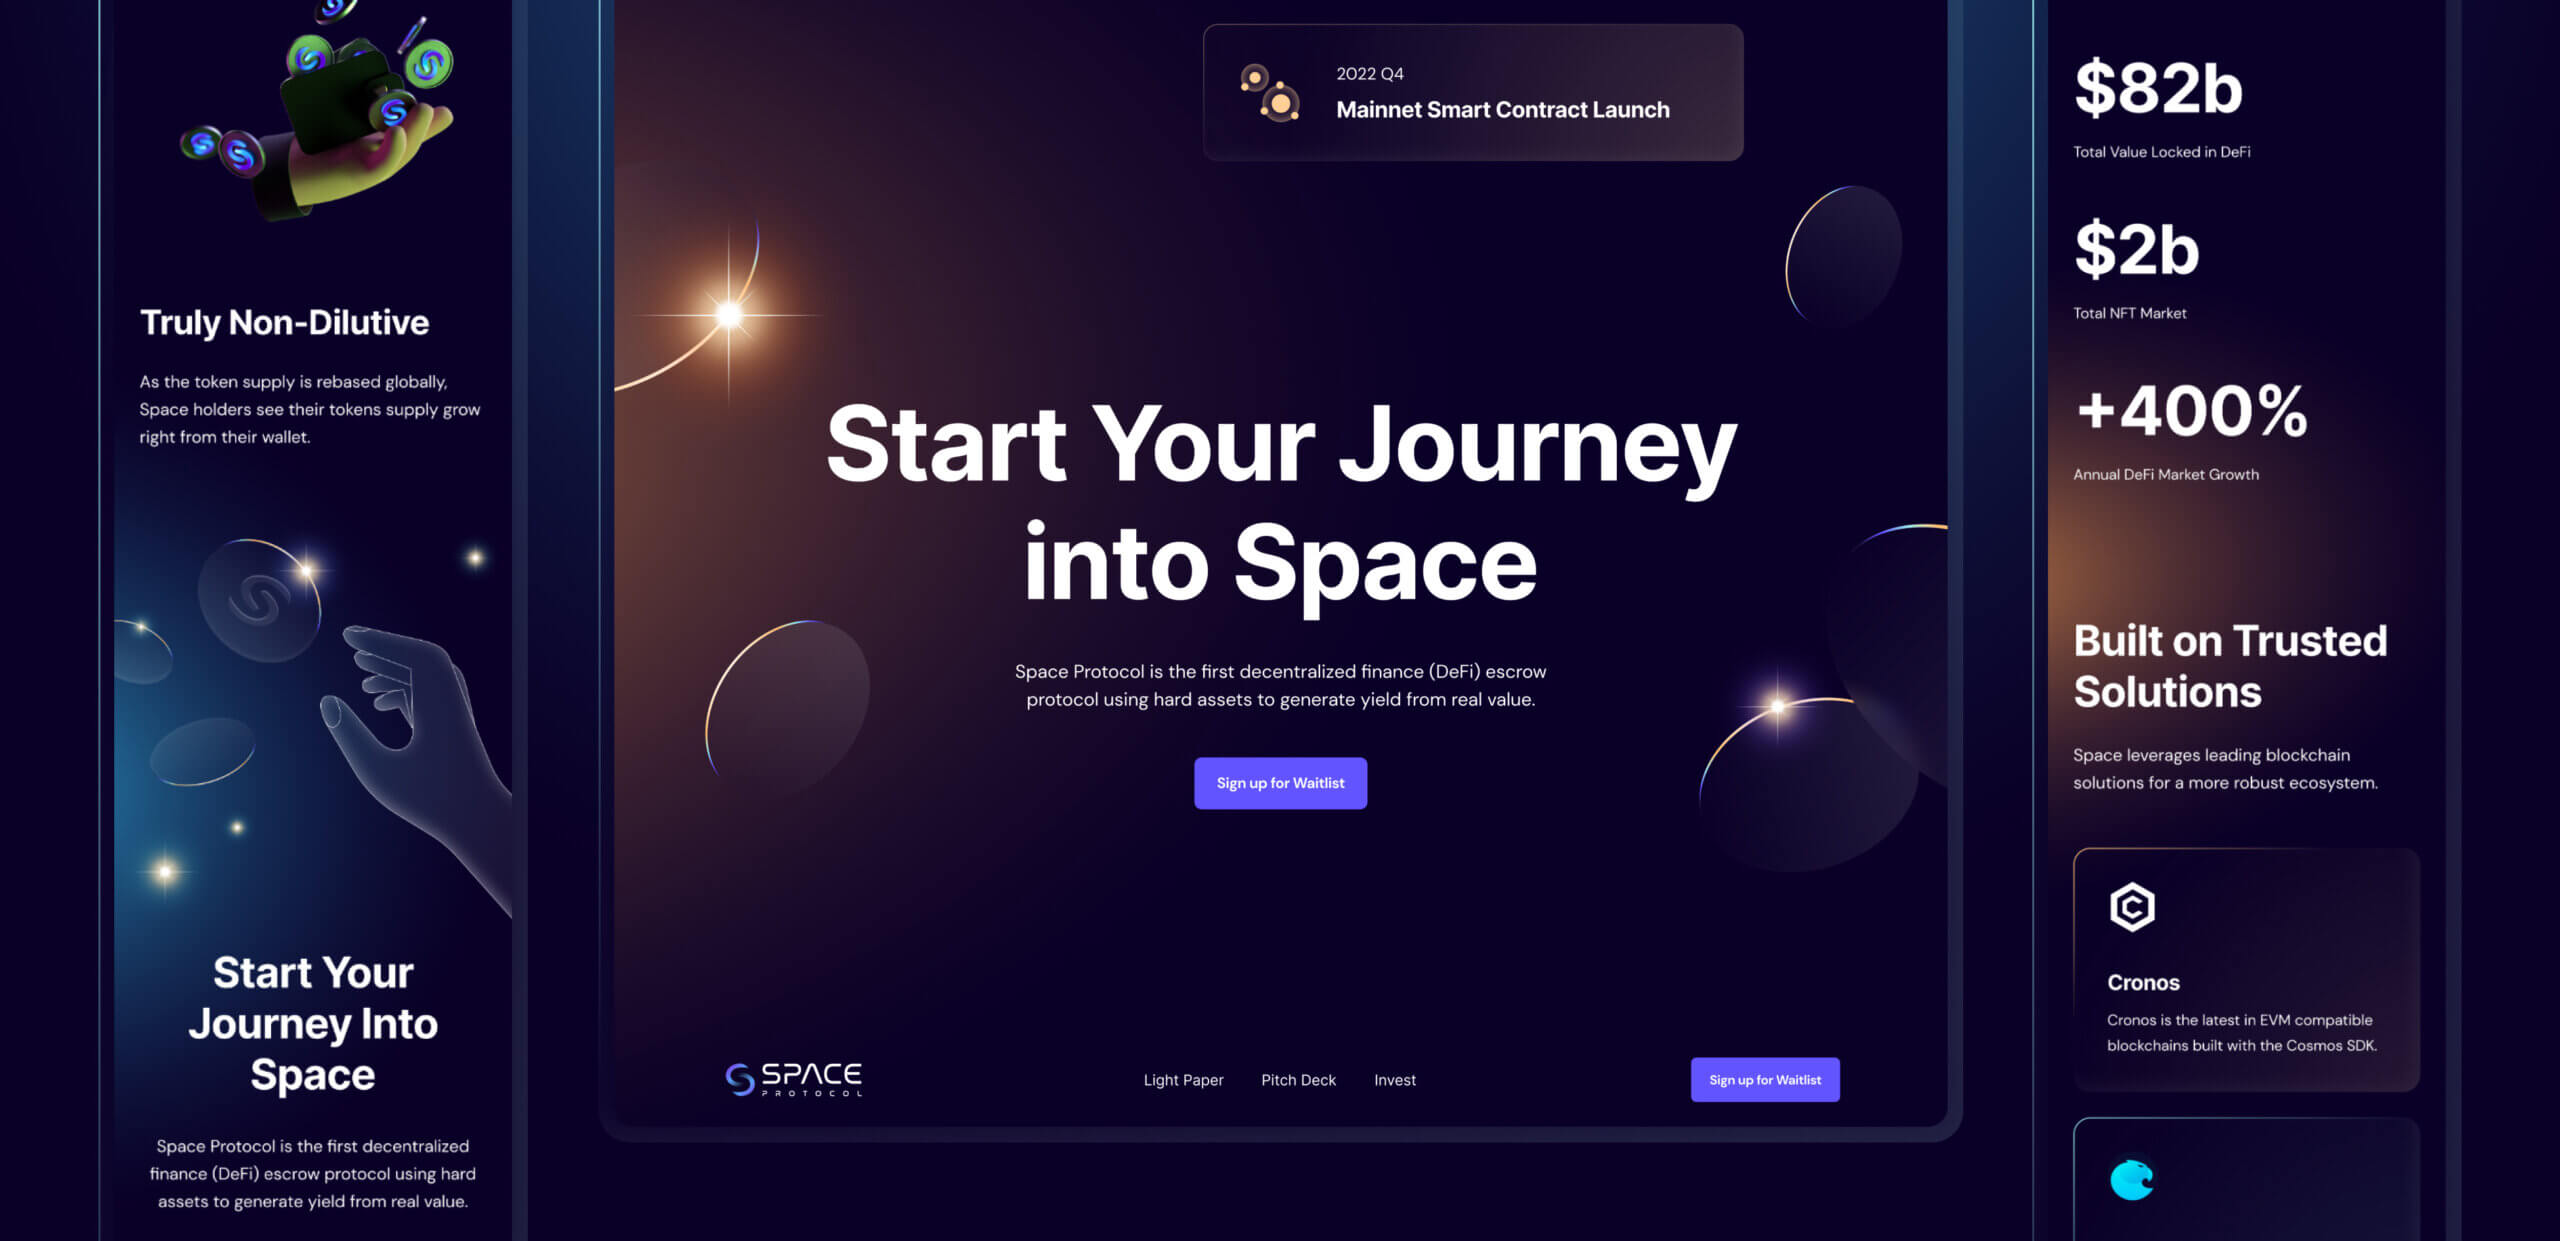 Truly Non-Dilutive
As the token supply is rebased globally,
Space holders see their tokens supply grow
right from their wallet.
Start Your
Journey Into
Space
Space Protocol is the first decentralized
finance (DeFi) escrow protocol using hard
assets to generate yield from real value.
2022 Q4
Mainnet Smart Contract Launch
Start Your Journey
into Space
Space Protocol is the first decentralized finance (DeFi) escrow
protocol using hard assets to generate yield from real value.
Sign up for Waitlist
SPACE
PROTOCOL
Light Paper Pitch Deck Invest
Sign up for Waitlist
$82b
Total Value Locked in DeFi
$2b
Total NFT Market
+400%
Annual DeFi Market Growth
Built on Trusted
Solutions
Space leverages leading blockchain
solutions for a more robust ecosystem.
Cronos
Cronos is the latest in EVM compatible
blockchains built with the Cosmos SDK.